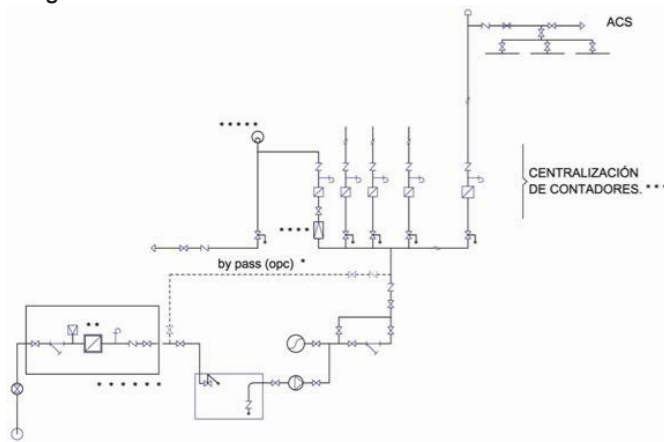 ACS
* * * * *
CENTRALIZACIÓN
DE CONTADORES. * * *
* * * *
by pass (opc) *
* *
* * * * * *